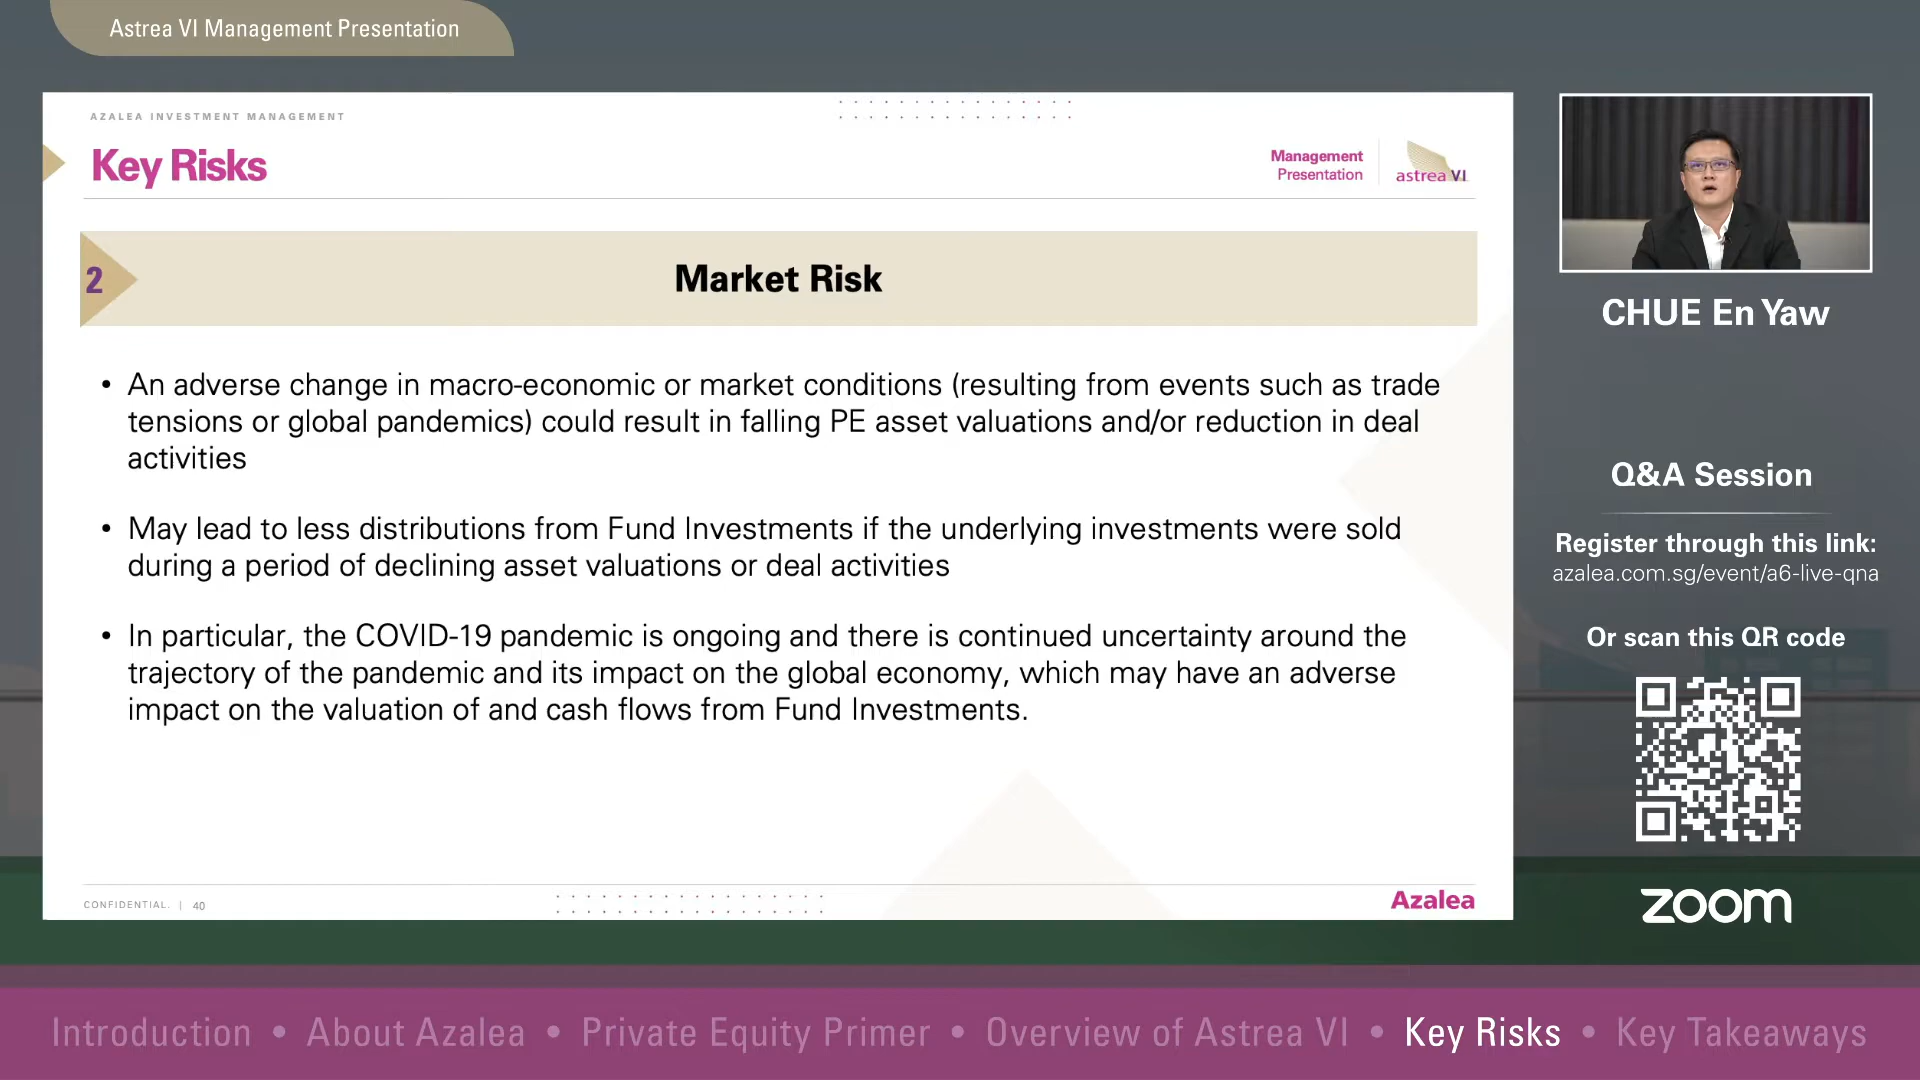 Astrea VI Management Presentation
AZALEA INVESTMENT MANAGEMENT
Key Risks
Management
Presentation
astrea VI
2
Market Risk
• An adverse change in macro-economic or market conditions (resulting from events such as trade
tensions or global pandemics) could result in falling PE asset valuations and/or reduction in deal
activities
• May lead to less distributions from Fund Investments if the underlying investments were sold
during a period of declining asset valuations or deal activities
• In particular, the COVID-19 pandemic is ongoing and there is continued uncertainty around the
trajectory of the pandemic and its impact on the global economy, which may have an adverse
impact on the valuation of and cash flows from Fund Investments.
CONFIDENTIAL. | 40
Azalea
CHUE En Yaw
Q&A Session
Register through this link:
azalea.com.sg/event/a6-live-qna
Or scan this QR code
zoom
Introduction • About Azalea • Private Equity Primer • Overview of Astrea VI • Key Risks • Key Takeaways